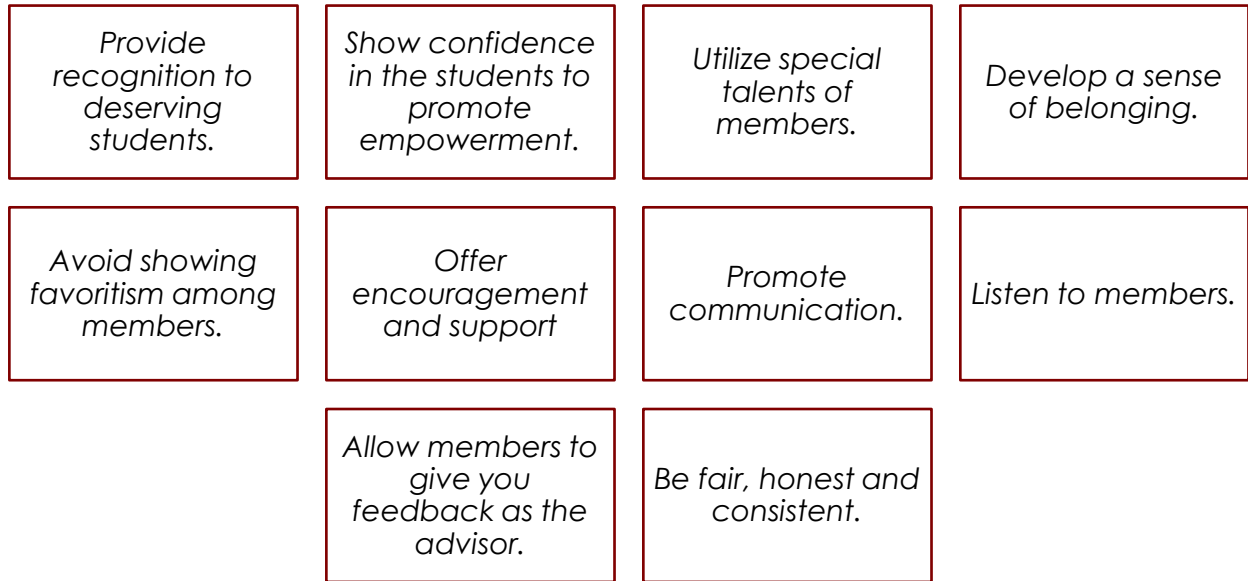 Provide
recognition to
deserving
students.
Show confidence
in the students to
promote
empowerment.
Utilize special
talents of
members.
Develop a sense
of belonging.
Avoid showing
favoritism among
members.
Offer
encouragement
and support
Promote
communication.
Listen to members.
Allow members to
give you
feedback as the
advisor.
Be fair, honest and
consistent.